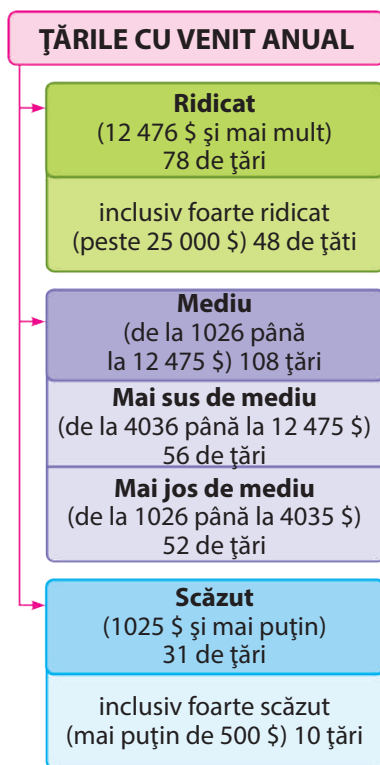 ŢĂRILE CU VENIT ANUAL
Ridicat
(12 476 $ și mai mult)
78 de ţări
inclusiv foarte ridicat
(peste 25 000 $) 48 de ţăti
Mediu
(de la 1026 până
la 12 475 $) 108 ţări
Mai sus de mediu
(de la 4036 până la 12 475 $)
56 de ţări
Mai jos de mediu
(de la 1026 până la 4035 $)
52 de ţări
Scăzut
(1025 $ și mai puţin)
31 de ţări
inclusiv foarte scăzut
(mai puţin de 500 $) 10 ţări